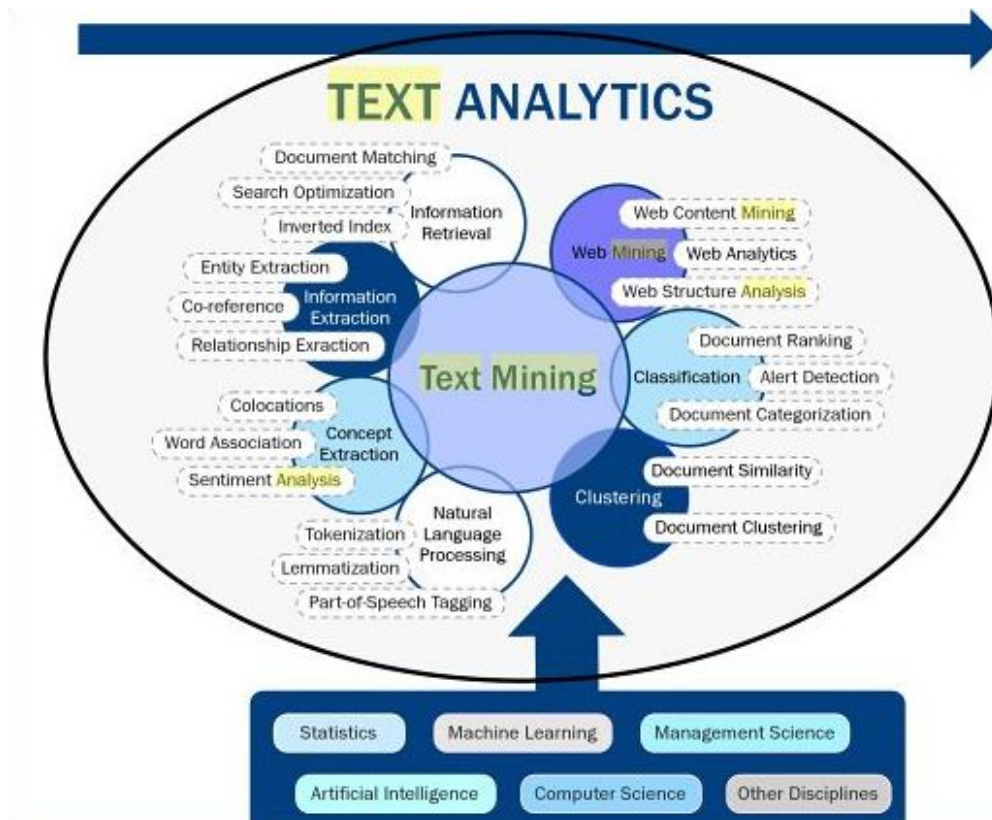 TEXT ANALYTICS
Document Matching
Search Optimization
Inverted Index
Information
Retrieval
Entity Extraction
Co-reference
Relationship Exraction
Information
Extraction
Colocations
Word Association
Sentiment Analysis
Concept
Extraction
Tokenization
Lemmatization
Part-of-Speech Tagging
Natural
Language
Processing
Text Mining
Web Mining
Web Content Mining
Web Analytics
Web Structure Analysis
Classification
Document Ranking
Alert Detection
Document Categorization
Clustering
Document Similarity
Document Clustering
Statistics
Machine Learning
Management Science
Artificial Intelligence
Computer Science
Other Disciplines